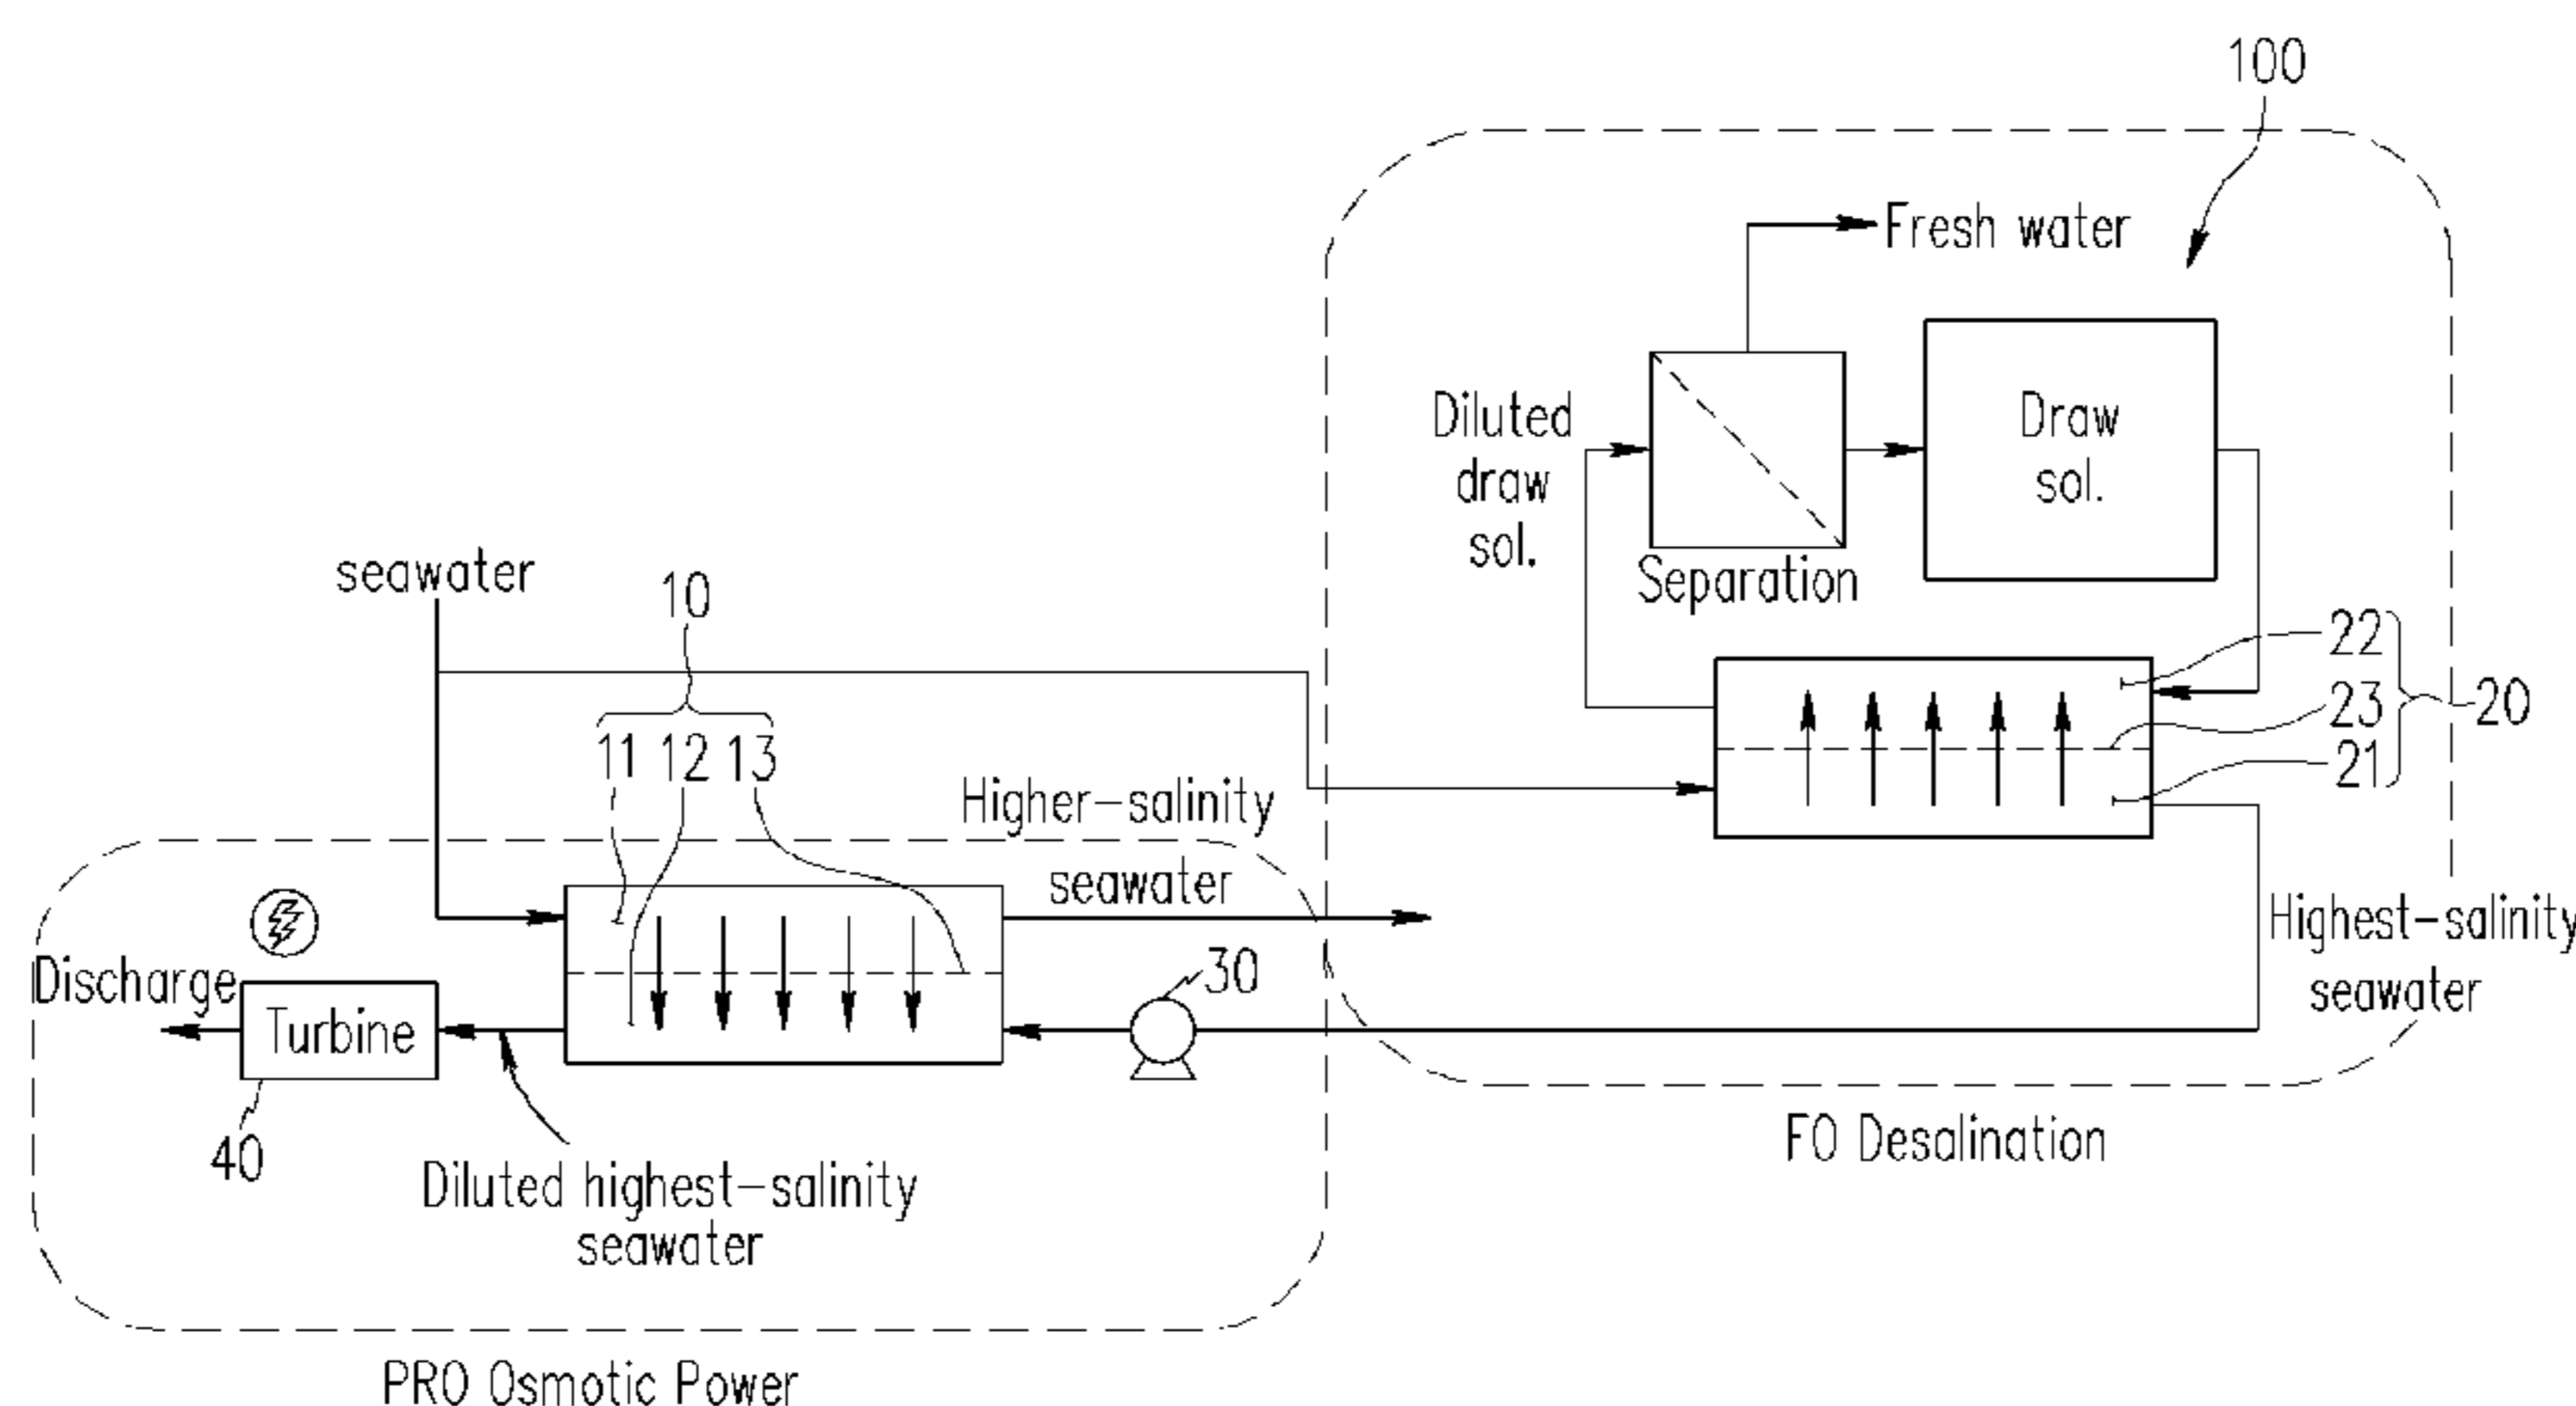 100
Fresh water
Diluted
draw
sol.
Separation
Draw
sol.
seawater
10
11 12 13
22
23
21
20
Higher-salinity
seawater
Highest-salinity
seawater
30
Discharge
Turbine
40
Diluted highest-salinity
seawater
FO Desalination
PRO Osmotic Power